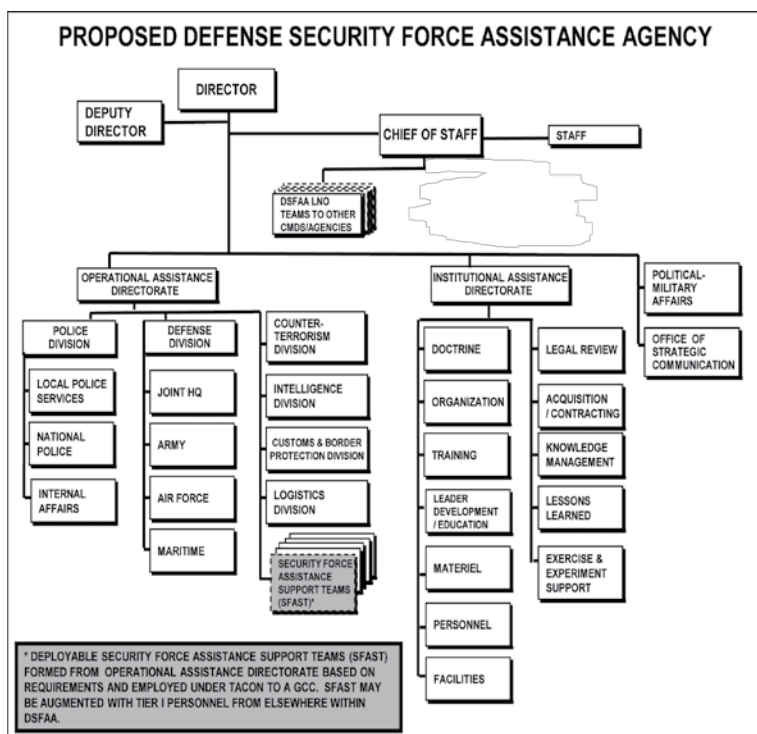 PROPOSED DEFENSE SECURITY FORCE ASSISTANCE AGENCY
DIRECTOR
DEPUTY
DIRECTOR
CHIEF OF STAFF
STAFF
DSFAA LNO
TEAMS TO OTHER
CMDS/AGENCIES
OPERATIONAL ASSISTANCE
DIRECTORATE
INSTITUTIONAL ASSISTANCE
DIRECTORATE
POLITICAL-
MILITARY
AFFAIRS
OFFICE OF
STRATEGIC
COMMUNICATION
POLICE
DIVISION
LOCAL POLICE
SERVICES
NATIONAL
POLICE
INTERNAL
AFFAIRS
DEFENSE
DIVISION
JOINT HQ
ARMY
AIR FORCE
MARITIME
COUNTER-
TERRORISM
DIVISION
INTELLIGENCE
DIVISION
CUSTOMS & BORDER
PROTECTION DIVISION
LOGISTICS
DIVISION
SECURITY FORCE
ASSISTANCE
SUPPORT TEAMS
(SFAST)*
DOCTRINE
ORGANIZATION
TRAINING
LEADER
DEVELOPMENT
/ EDUCATION
MATERIEL
PERSONNEL
FACILITIES
LEGAL REVIEW
ACQUISITION
/ CONTRACTING
KNOWLEDGE
MANAGEMENT
LESSONS
LEARNED
EXERCISE &
EXPERIMENT
SUPPORT
* DEPLOYABLE SECURITY FORCE ASSISTANCE SUPPORT TEAMS (SFAST)
FORMED FROM OPERATIONAL ASSISTANCE DIRECTORATE BASED ON
REQUIREMENTS AND EMPLOYED UNDER TACON TO A GCC. SFAST MAY
BE AUGMENTED WITH TIER I PERSONNEL FROM ELSEWHERE WITHIN
DSFAA.